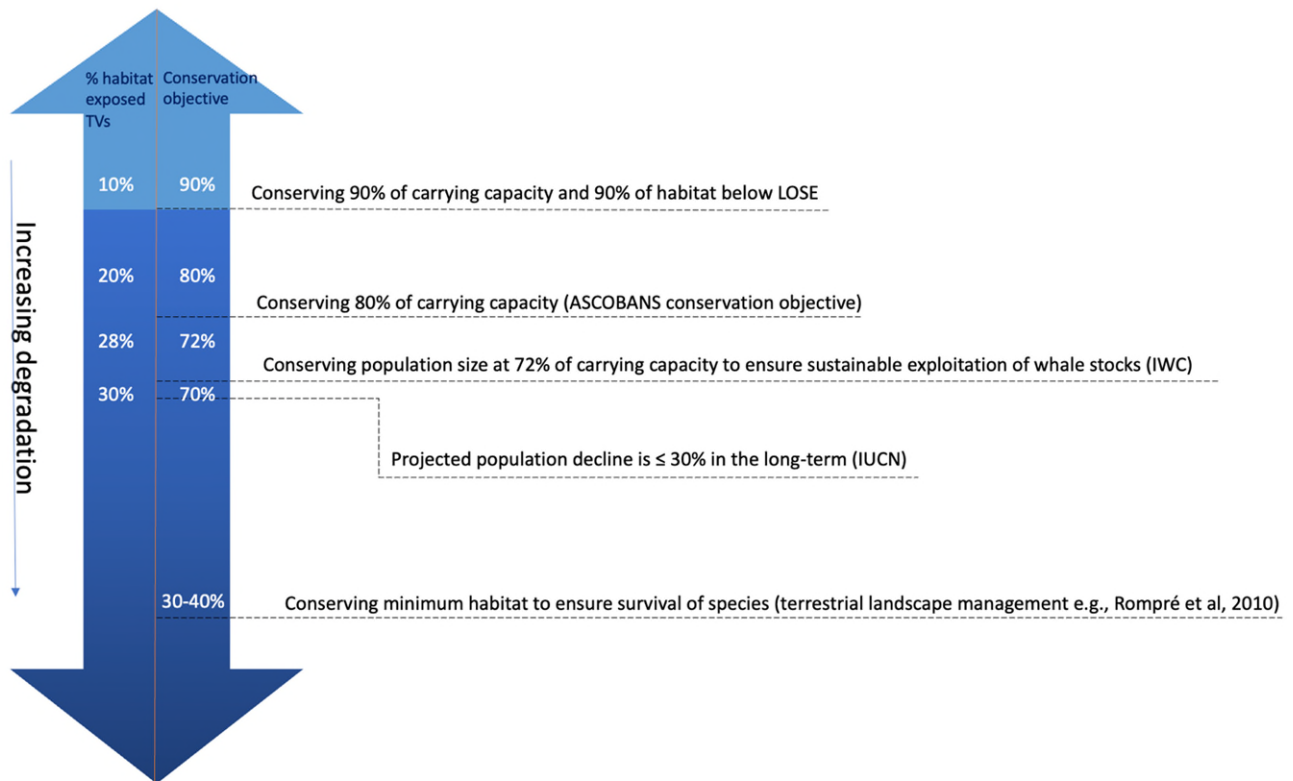 % habitat exposed TVs
Conservation objective
10%
90%
Conserving 90% of carrying capacity and 90% of habitat below LOSE
20%
80%
Conserving 80% of carrying capacity (ASCOBANS conservation objective)
28%
72%
Conserving population size at 72% of carrying capacity to ensure sustainable exploitation of whale stocks (IWC)
30%
70%
Projected population decline is ≤ 30% in the long-term (IUCN)
30-40%
Conserving minimum habitat to ensure survival of species (terrestrial landscape management e.g., Rompré et al, 2010)
Increasing degradation